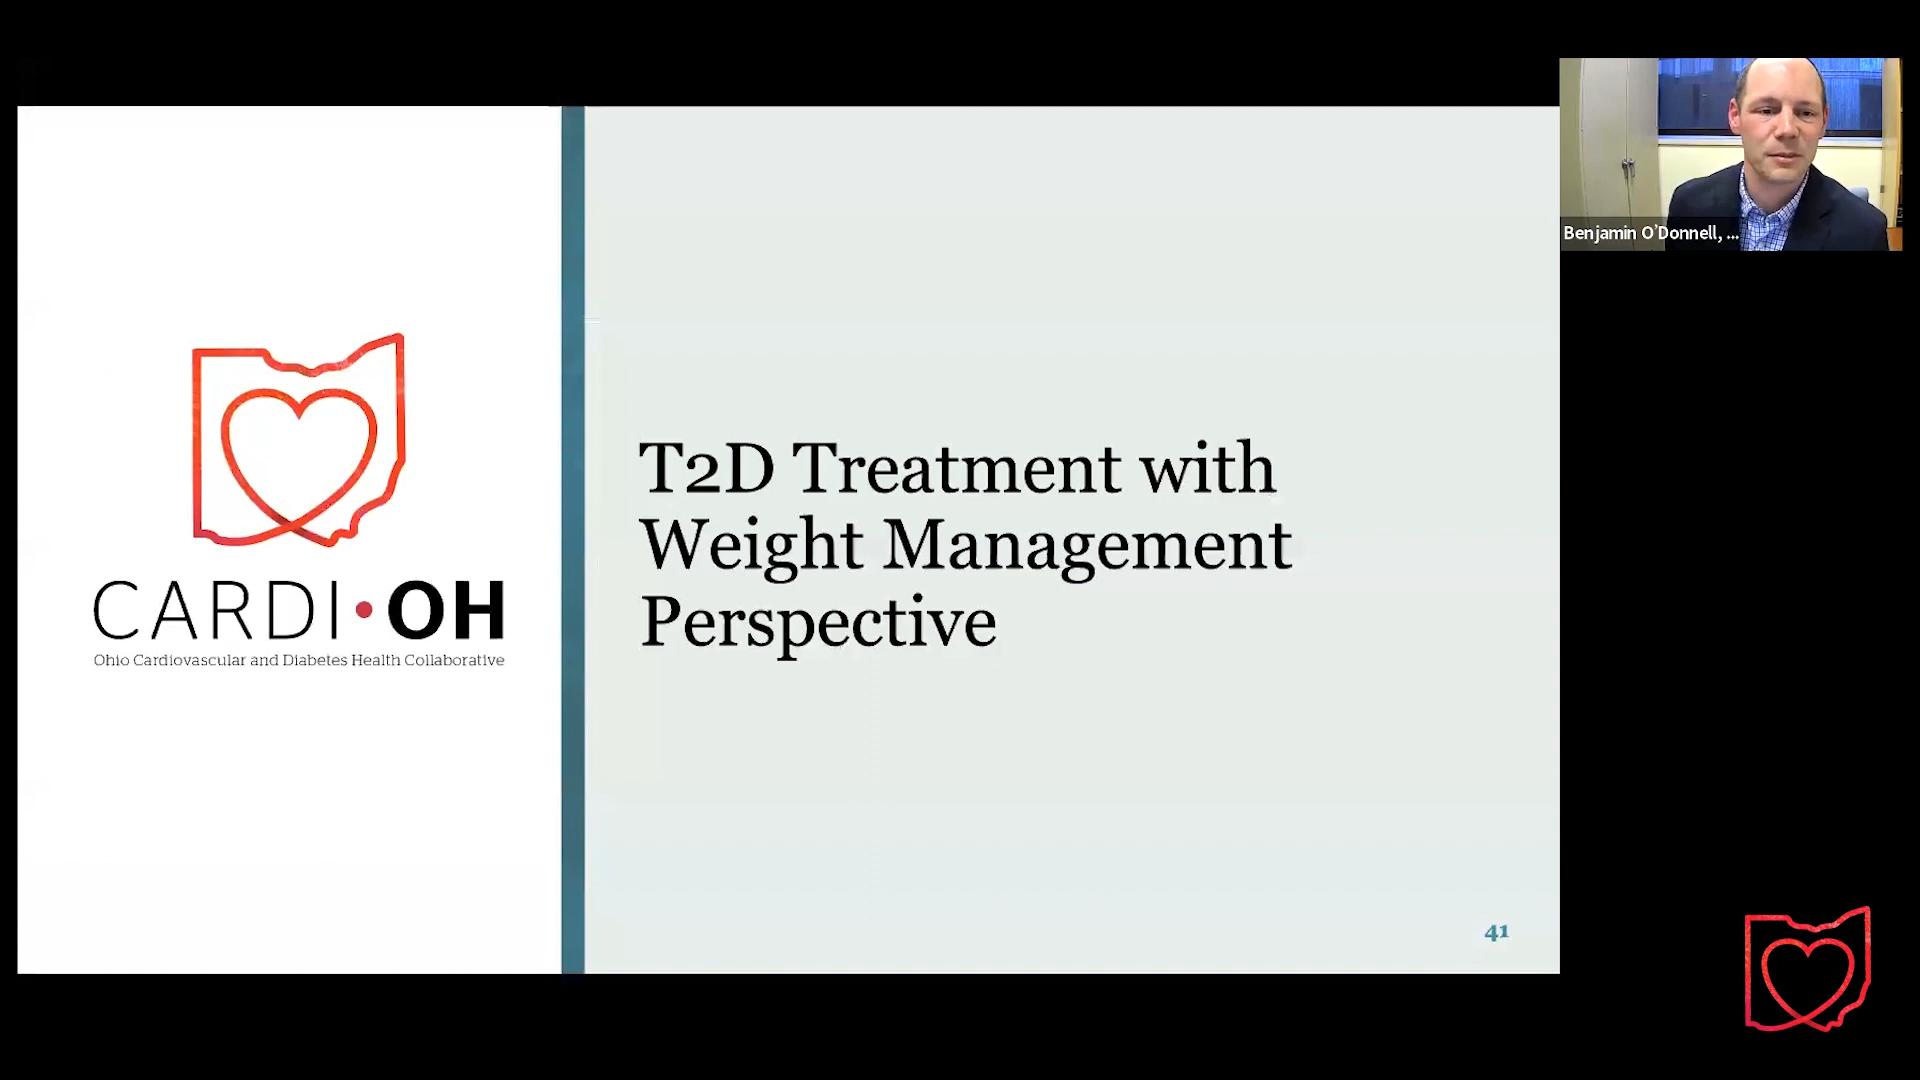 Benjamin O'Donnell, ...
CARDI•OH
Ohio Cardiovascular and Diabetes Health Collaborative
T2D Treatment with
Weight Management
Perspective
41